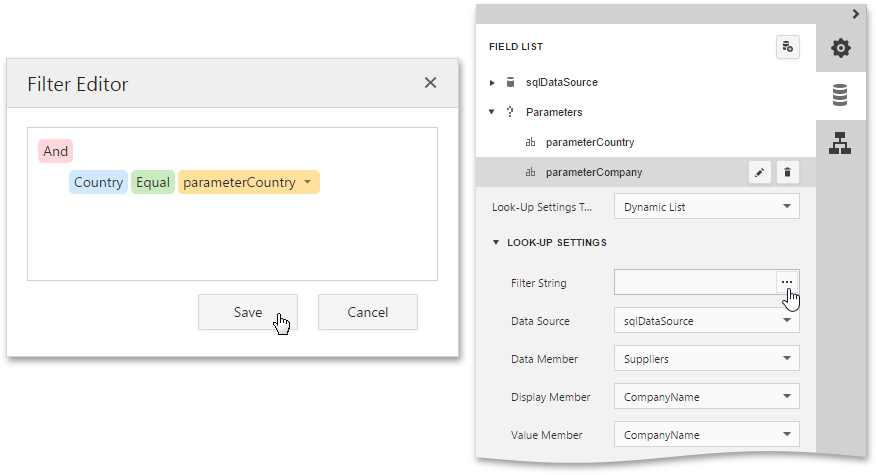 Filter Editor
And
Country Equal parameterCountry
Save Cancel
FIELD LIST
sqlDataSource
Parameters
ab parameterCountry
ab parameterCompany
Look-Up Settings T... Dynamic List
LOOK-UP SETTINGS
Filter String ...
Data Source sqlDataSource
Data Member Suppliers
Display Member CompanyName
Value Member CompanyName